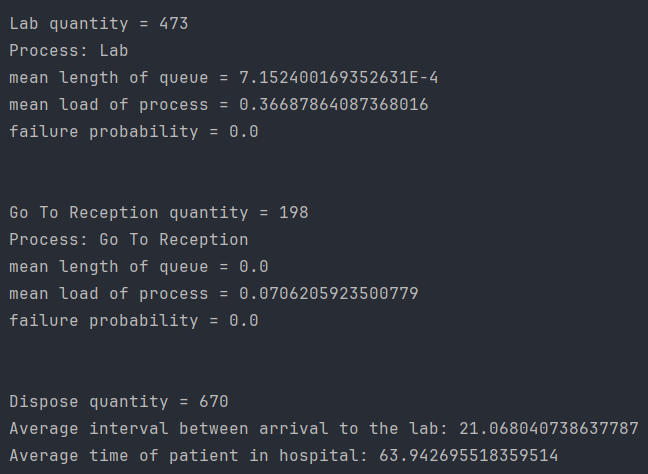 Lab quantity = 473
Process: Lab
mean length of queue = 7.152400169352631E-4
mean load of process = 0.36687864087368016
failure probability = 0.0
Go To Reception quantity = 198
Process: Go To Reception
mean length of queue = 0.0
mean load of process = 0.0706205923500779
failure probability = 0.0
Dispose quantity = 670
Average interval between arrival to the lab: 21.068040738637787
Average time of patient in hospital: 63.942695518359514